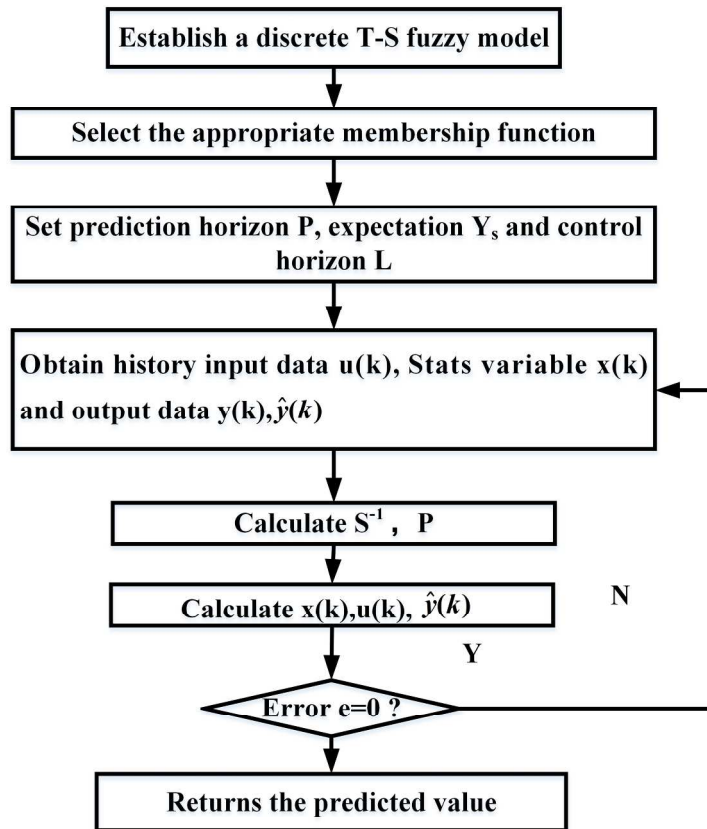 Establish a discrete T-S fuzzy model
Select the appropriate membership function
Set prediction horizon P, expectation Yₛ and control
horizon L
Obtain history input data u(k), Stats variable x(k)
and output data y(k),ŷ(k)
Calculate S⁻¹ , P
Calculate x(k),u(k), ŷ(k)
N
Y
Error e=0 ?
Returns the predicted value